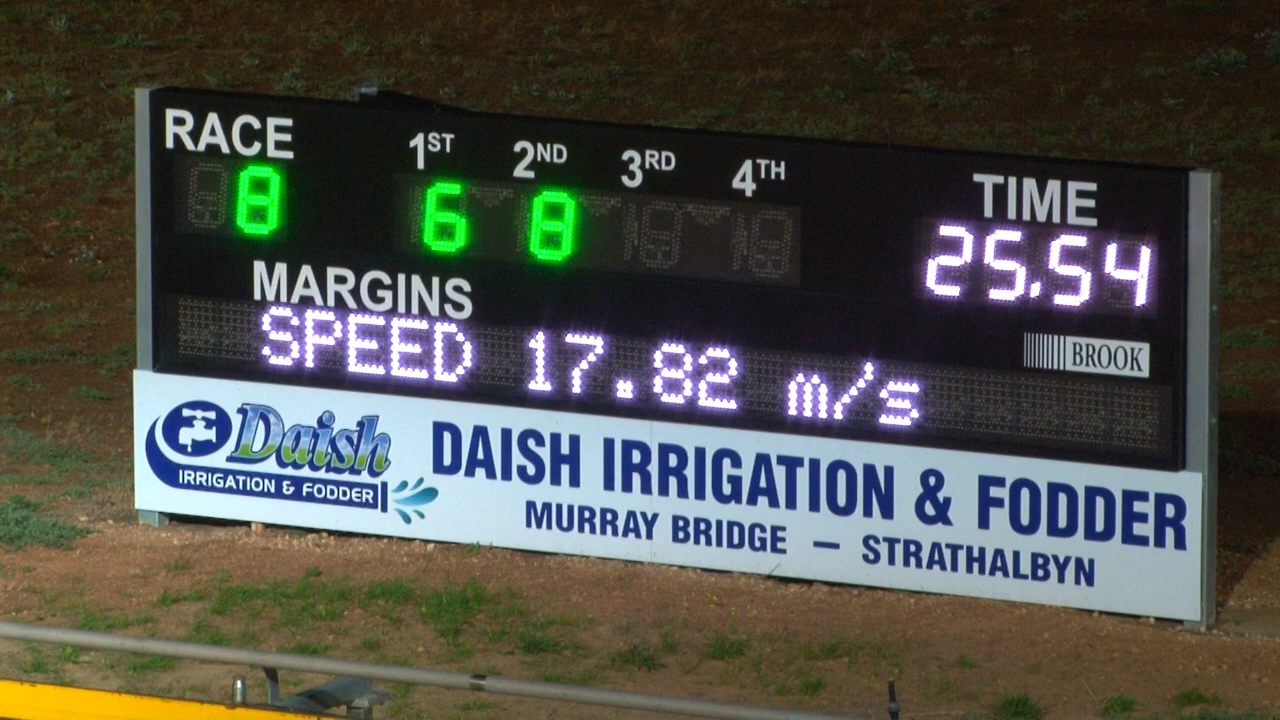 RACE 1ST 2ND 3RD 4TH TIME
8 6 8 25.54
MARGINS
SPEED 17.82 m/s
BROOK
Daish
IRRIGATION & FODDER
DAISH IRRIGATION & FODDER
MURRAY BRIDGE – STRATHALBYN